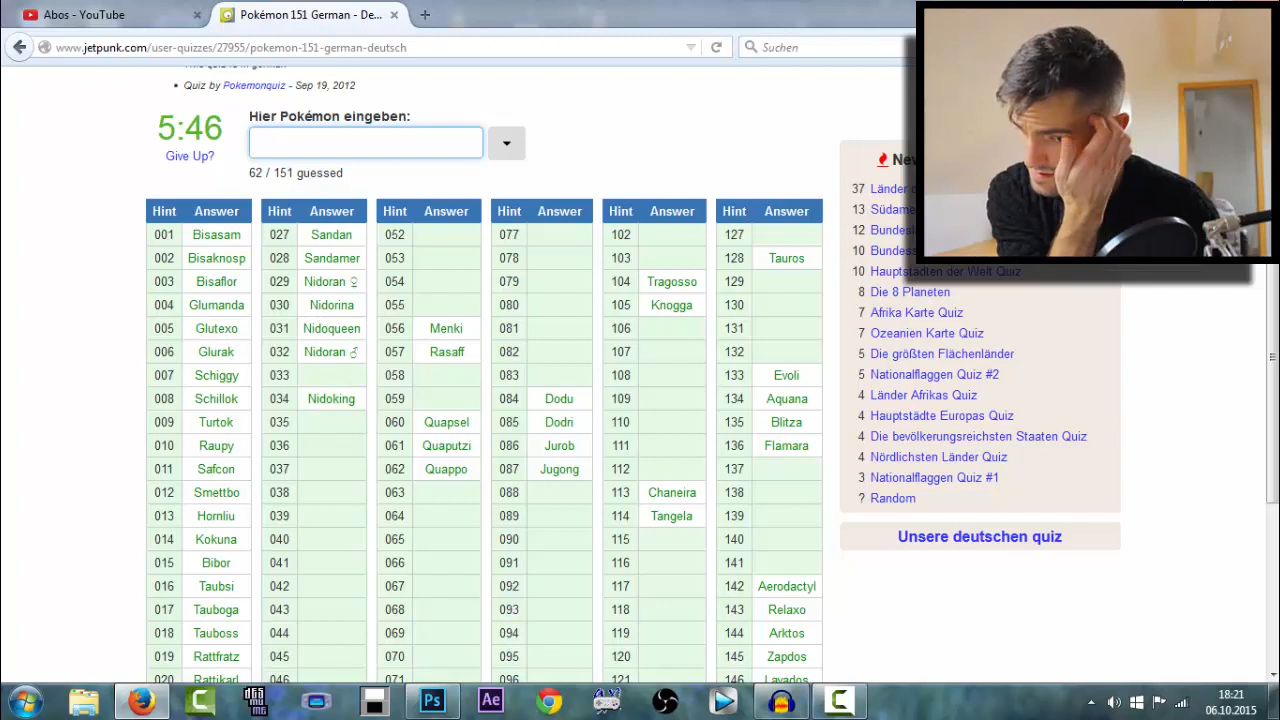 Abos - YouTube × Pokémon 151 German - De... × +
www.jetpunk.com/user-quizzes/27955/pokemon-151-german-deutsch Suchen
• Quiz by Pokemonquiz - Sep 19, 2012
5:46
Give Up?
Hier Pokémon eingeben:
62 / 151 guessed
Hint Answer Hint Answer Hint Answer Hint Answer Hint Answer Hint Answer
001 Bisasam 027 Sandan 052 077 102 127
002 Bisaknosp 028 Sandamer 053 078 103 128 Tauros
003 Bisaflor 029 Nidoran ♀ 054 079 104 Tragosso 129
004 Glumanda 030 Nidorina 055 080 105 Knogga 130
005 Glutexo 031 Nidoqueen 056 Menki 081 106 131
006 Glurak 032 Nidoran ♂ 057 Rasaff 082 107 132
007 Schiggy 033 058 083 108 133 Evoli
008 Schillok 034 Nidoking 059 084 Dodu 109 134 Aquana
009 Turtok 035 060 Quapsel 085 Dodri 110 135 Blitza
010 Raupy 036 061 Quaputzi 086 Jurob 111 136 Flamara
011 Safcon 037 062 Quappo 087 Jugong 112 137
012 Smettbo 038 063 088 113 Chaneira 138
013 Hornliu 039 064 089 114 Tangela 139
014 Kokuna 040 065 090 115 140
015 Bibor 041 066 091 116 141
016 Taubsi 042 067 092 117 142 Aerodactyl
017 Tauboga 043 068 093 118 143 Relaxo
018 Tauboss 044 069 094 119 144 Arktos
019 Rattfratz 045 070 095 120 145 Zapdos
020 Rattikarl 046 071 096 121 146 Lavados
37 Länder
13
12
10
10 Hauptstädten der Welt Quiz
8 Die 8 Planeten
7 Afrika Karte Quiz
7 Ozeanien Karte Quiz
5 Die größten Flächenländer
5 Nationalflaggen Quiz #2
4 Länder Afrikas Quiz
4 Hauptstädte Europas Quiz
4 Die bevölkerungsreichsten Staaten Quiz
4 Nördlichsten Länder Quiz
3 Nationalflaggen Quiz #1
? Random
Unsere deutschen quiz
Ps Ae
18:21
06.10.2015